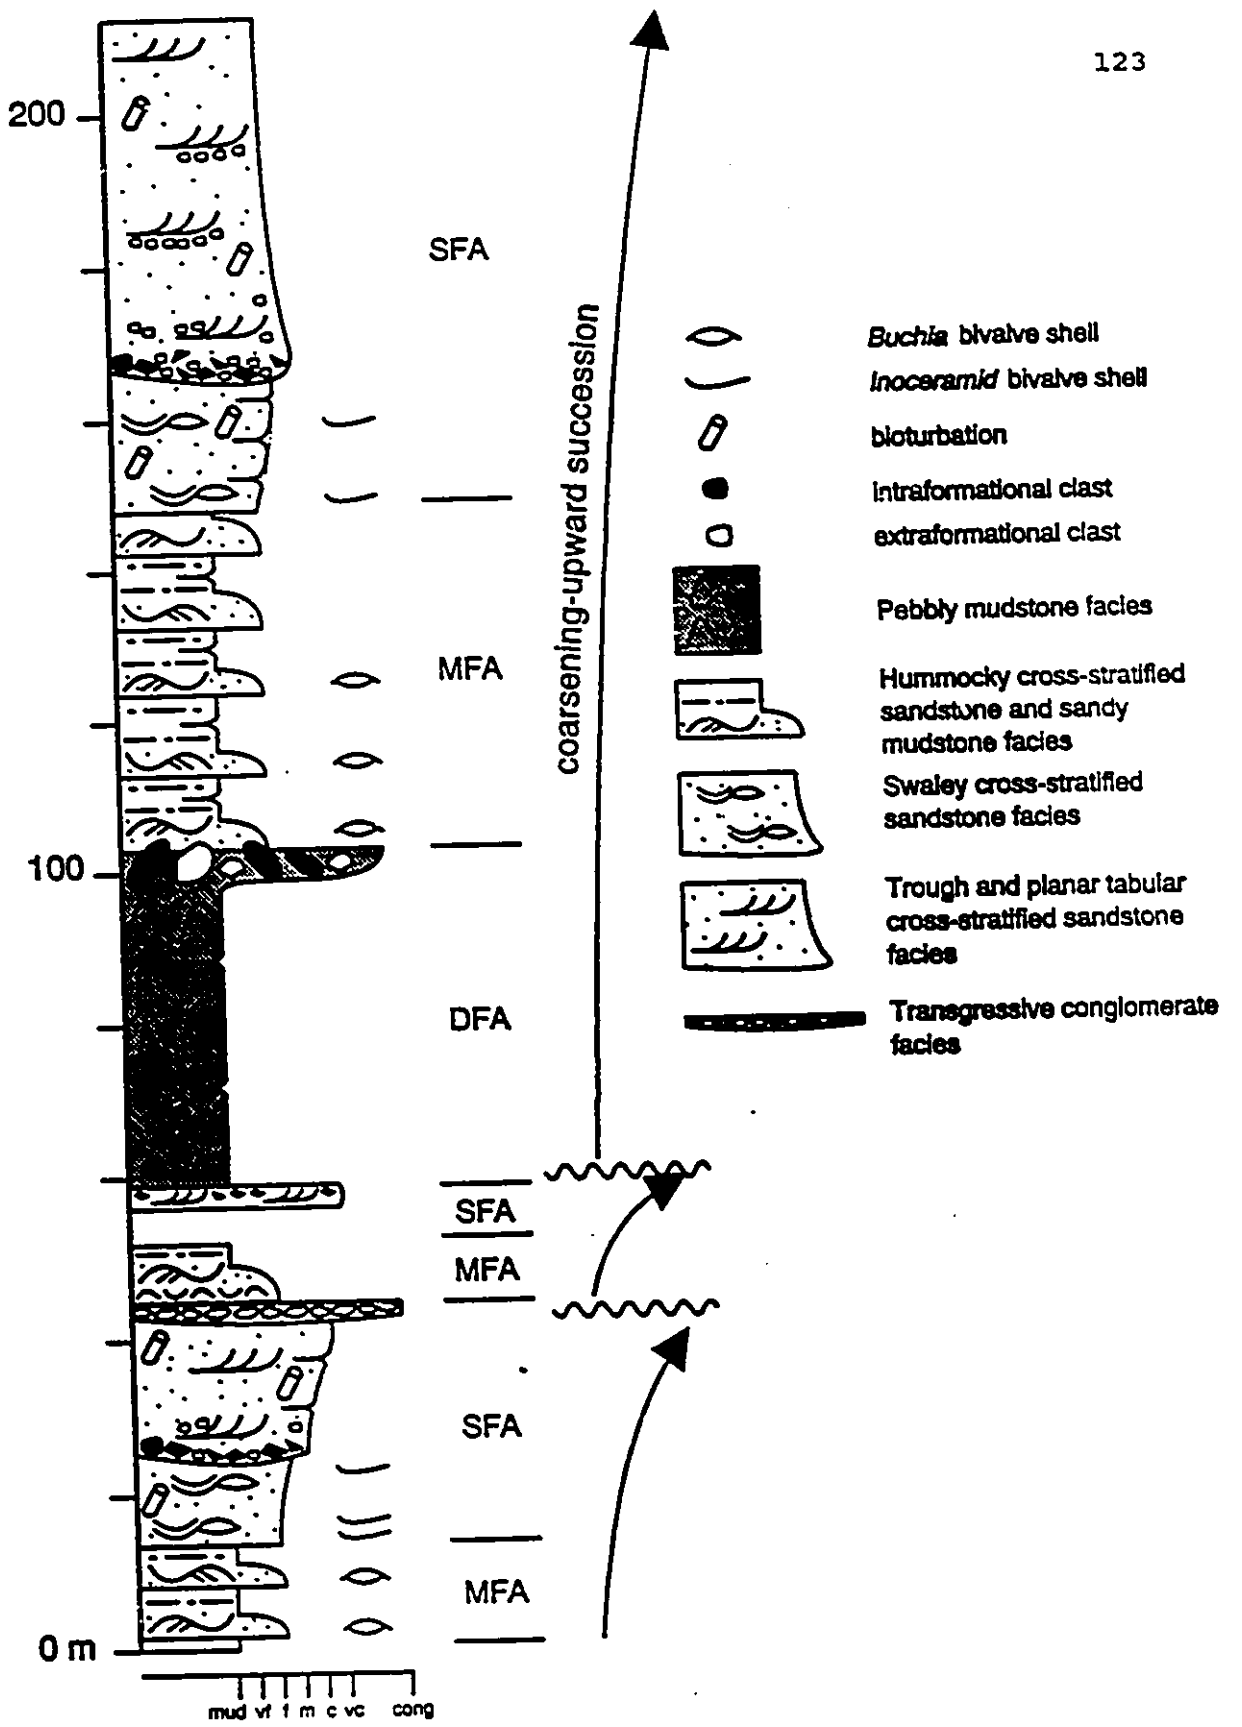 123
200
SFA
coarsening-upward succession
Buchia bivalve shell
Inoceramid bivalve shell
bioturbation
intraformational clast
extraformational clast
Pebbly mudstone facies
MFA
Hummocky cross-stratified
sandstone and sandy
mudstone facies
Swaley cross-stratified
sandstone facies
100
Trough and planar tabular
cross-stratified sandstone
facies
DFA
Transgressive conglomerate
facies
SFA
MFA
SFA
MFA
0 m
mud vf f m c vc cong